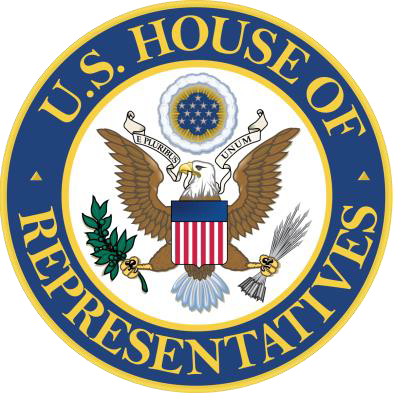 U.S. HOUSE OF
E PLURIBUS
UNUM
REPRESENTATIVES